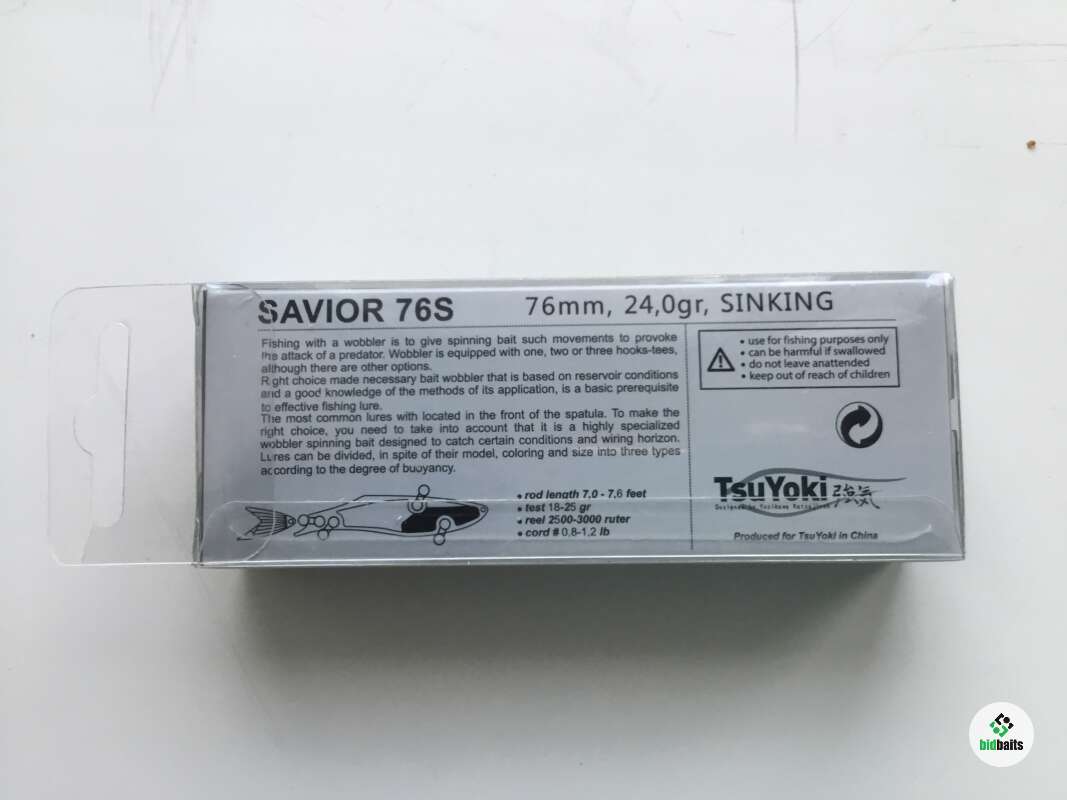 SAVIOR 76S
76mm, 24,0gr, SINKING
Fishing with a wobbler is to give spinning bait such movements to provoke
the attack of a predator. Wobbler is equipped with one, two or three hooks-tees,
although there are other options.
Right choice made necessary bait wobbler that is based on reservoir conditions
and a good knowledge of the methods of its application, is a basic prerequisite
to effective fishing lure.
The most common lures with located in the front of the spatula. To make the
right choice, you need to take into account that it is a highly specialized
wobbler spinning bait designed to catch certain conditions and wiring horizon.
Lures can be divided, in spite of their model, coloring and size into three types
according to the degree of buoyancy.
• rod length 7,0 - 7,6 feet
• test 18-25 gr
• reel 2500-3000 ruter
• cord # 0,8-1,2 lb
• use for fishing purposes only
• can be harmful if swallowed
• do not leave anattended
• keep out of reach of children
TsuYoki 強気
Designed by
Produced for TsuYoki in China
bidbaits